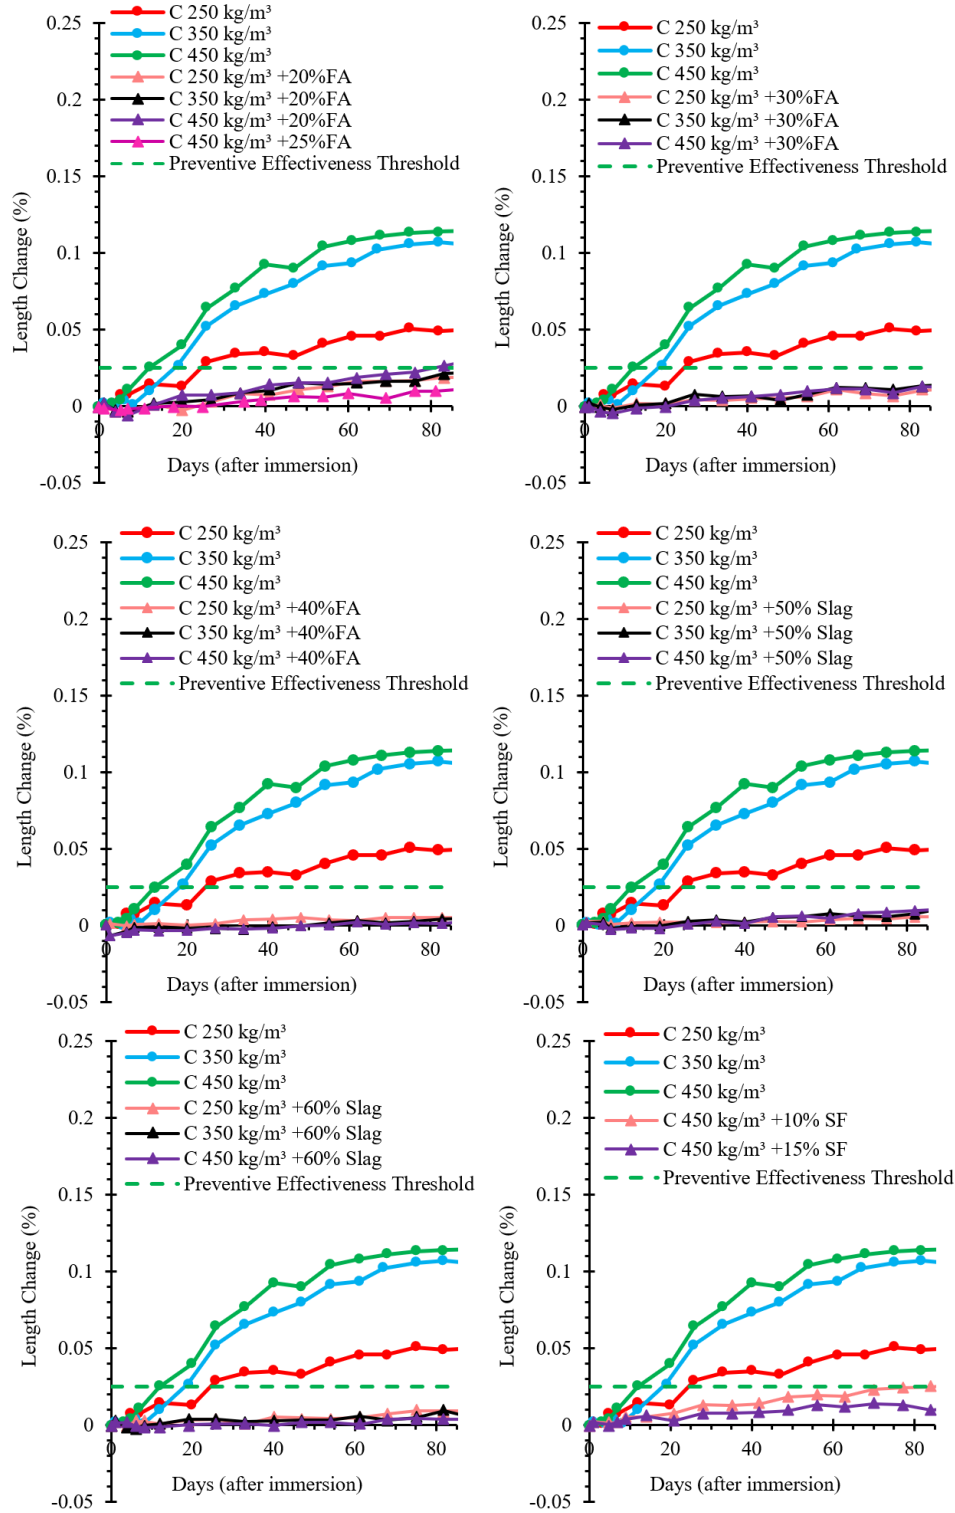 C 250 kg/m³
C 350 kg/m³
C 450 kg/m³
C 250 kg/m³ +20%FA
C 350 kg/m³ +20%FA
C 450 kg/m³ +20%FA
C 450 kg/m³ +25%FA
Preventive Effectiveness Threshold
0.25
0.2
0.15
0.1
0.05
0
-0.05
Length Change (%)
0 20 40 60 80
Days (after immersion)
C 250 kg/m³
C 350 kg/m³
C 450 kg/m³
C 250 kg/m³ +30%FA
C 350 kg/m³ +30%FA
C 450 kg/m³ +30%FA
Preventive Effectiveness Threshold
0.25
0.2
0.15
0.1
0.05
0
-0.05
Length Change (%)
0 20 40 60 80
Days (after immersion)
C 250 kg/m³
C 350 kg/m³
C 450 kg/m³
C 250 kg/m³ +40%FA
C 350 kg/m³ +40%FA
C 450 kg/m³ +40%FA
Preventive Effectiveness Threshold
0.25
0.2
0.15
0.1
0.05
0
-0.05
Length Change (%)
0 20 40 60 80
Days (after immersion)
C 250 kg/m³
C 350 kg/m³
C 450 kg/m³
C 250 kg/m³ +50% Slag
C 350 kg/m³ +50% Slag
C 450 kg/m³ +50% Slag
Preventive Effectiveness Threshold
0.25
0.2
0.15
0.1
0.05
0
-0.05
Length Change (%)
0 20 40 60 80
Days (after immersion)
C 250 kg/m³
C 350 kg/m³
C 450 kg/m³
C 250 kg/m³ +60% Slag
C 350 kg/m³ +60% Slag
C 450 kg/m³ +60% Slag
Preventive Effectiveness Threshold
0.25
0.2
0.15
0.1
0.05
0
-0.05
Length Change (%)
0 20 40 60 80
Days (after immersion)
C 250 kg/m³
C 350 kg/m³
C 450 kg/m³
C 450 kg/m³ +10% SF
C 450 kg/m³ +15% SF
Preventive Effectiveness Threshold
0.25
0.2
0.15
0.1
0.05
0
-0.05
Length Change (%)
0 20 40 60 80
Days (after immersion)